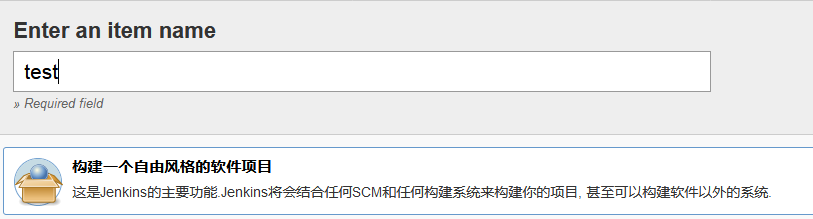 Enter an item name
test
» Required field
构建一个自由风格的软件项目
这是Jenkins的主要功能.Jenkins将会结合任何SCM和任何构建系统来构建你的项目, 甚至可以构建软件以外的系统.